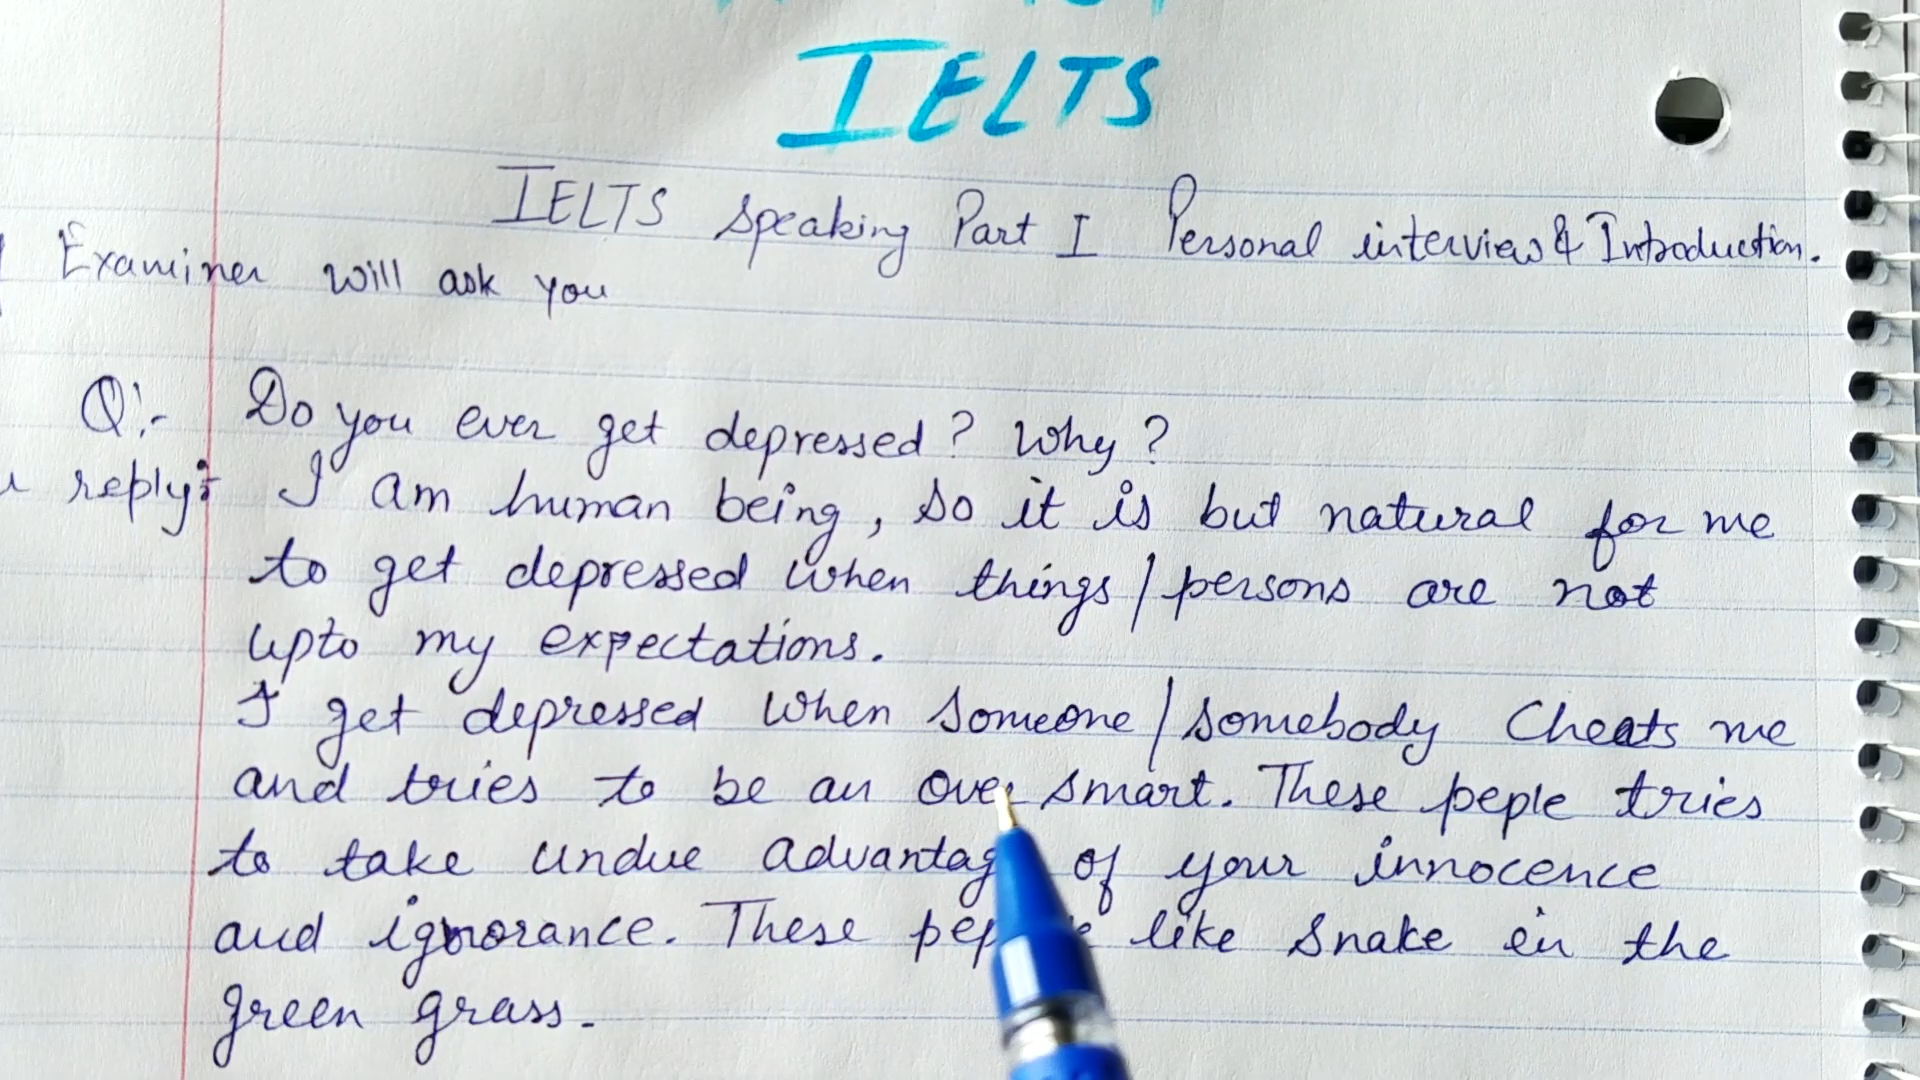 IELTS
IELTS Speaking Part I Personal interview & Introduction.
Examiner will ask you
Q:- Do you ever get depressed? Why?
reply: I am human being, so it is but natural for me
to get depressed when things/persons are not
upto my expectations.
I get depressed when someone/somebody Cheats me
and tries to be an over smart. These peple tries
to take undue advantage of your innocence
and ignorance. These like snake in the
green grass.